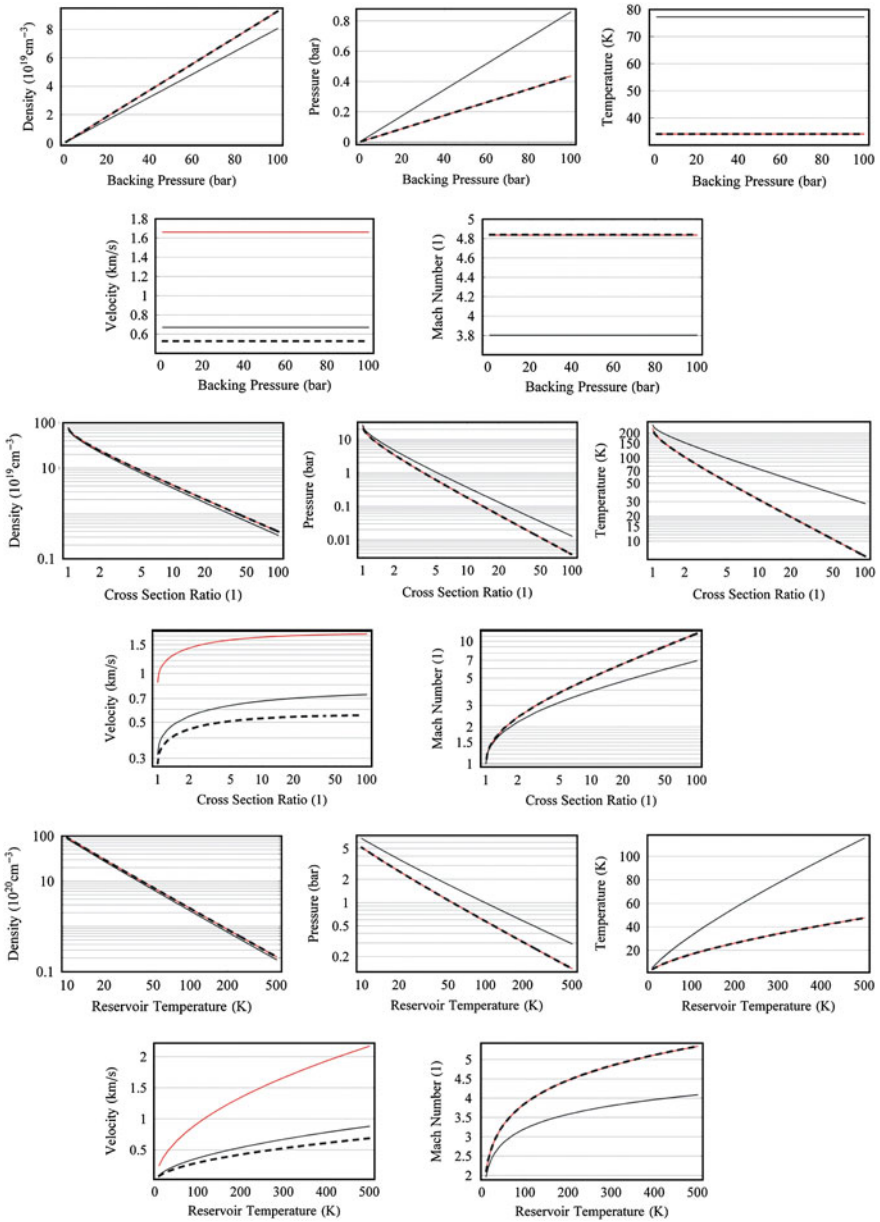 Density (10¹⁹cm⁻³)
8
6
4
2
0
0 20 40 60 80 100
Backing Pressure (bar)
Pressure (bar)
0.8
0.6
0.4
0.2
0
0 20 40 60 80 100
Backing Pressure (bar)
Temperature (K)
80
70
60
50
40
0 20 40 60 80 100
Backing Pressure (bar)
Velocity (km/s)
1.8
1.6
1.4
1.2
1
0.8
0.6
0 20 40 60 80 100
Backing Pressure (bar)
Mach Number (1)
5
4.8
4.6
4.4
4.2
4
3.8
0 20 40 60 80 100
Backing Pressure (bar)
Density (10¹⁹cm⁻³)
100
10
0.1
1 2 5 10 20 50 100
Cross Section Ratio (1)
Pressure (bar)
10
1
0.1
0.01
1 2 5 10 20 50 100
Cross Section Ratio (1)
Temperature (K)
200
100
70
50
30
20
15
10
1 2 5 10 20 50 100
Cross Section Ratio (1)
Velocity (km/s)
1.5
1
0.7
0.5
0.3
1 2 5 10 20 50 100
Cross Section Ratio (1)
Mach Number (1)
10
7
5
3
2
1.5
1
1 2 5 10 20 50 100
Cross Section Ratio (1)
Density (10²⁰cm⁻³)
100
10
0.1
10 20 50 100 500
Reservoir Temperature (K)
Pressure (bar)
5
2
1
0.5
0.2
10 20 50 100 500
Reservoir Temperature (K)
Temperature (K)
100
80
60
40
20
0 100 200 300 400 500
Reservoir Temperature (K)
Velocity (km/s)
2
1
0.5
0 100 200 300 400 500
Reservoir Temperature (K)
Mach Number (1)
5
4.5
4
3.5
3
2.5
2
0 100 200 300 400 500
Reservoir Temperature (K)